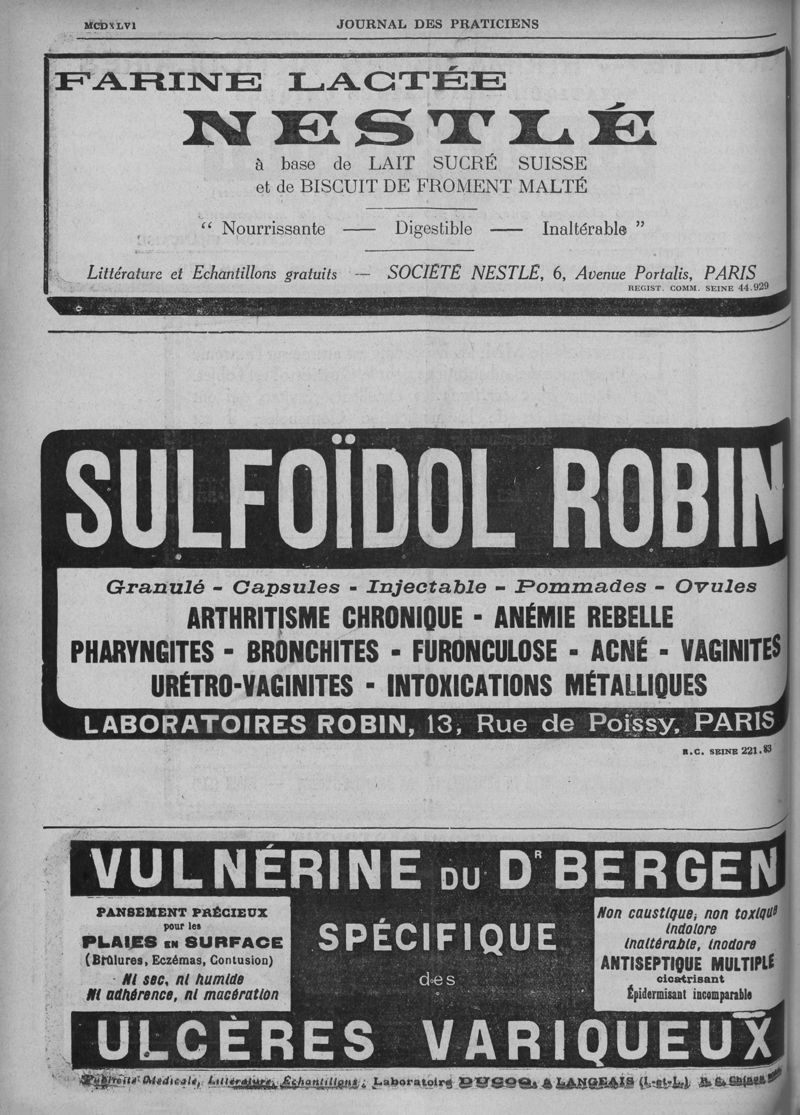 MCDXLVI
JOURNAL DES PRATICIENS
FARINE LACTÉE
NESTLÉ
à base de LAIT SUCRÉ SUISSE
et de BISCUIT DE FROMENT MALTÉ
“ Nourrissante — Digestible — Inaltérable ”
Littérature et Echantillons gratuits — SOCIÉTÉ NESTLÉ, 6, Avenue Portalis, PARIS
REGIST. COMM. SEINE 44.929
SULFOÏDOL ROBIN
Granulé - Capsules - Injectable - Pommades - Ovules
ARTHRITISME CHRONIQUE - ANÉMIE REBELLE
PHARYNGITES - BRONCHITES - FURONCULOSE - ACNÉ - VAGINITES
URÉTRO-VAGINITES - INTOXICATIONS MÉTALLIQUES
LABORATOIRES ROBIN, 13, Rue de Poissy, PARIS
R.C. SEINE 221.83
VULNÉRINE DU Dr BERGEN
PANSEMENT PRÉCIEUX
pour les
PLAIES EN SURFACE
(Brûlures, Eczémas, Contusion)
Ni sec, ni humide
Ni adhérence, ni macération
SPÉCIFIQUE
des
Non caustique, non toxique
Indolore
Inaltérable, Inodore
ANTISEPTIQUE MULTIPLE
cicatrisant
Épidermisant incomparable
ULCÈRES VARIQUEUX
Publicité Médicale, Littérature, Échantillons : Laboratoire DUCOQ, A LANGEAIS (I.-et-L.) R. C. Chinon